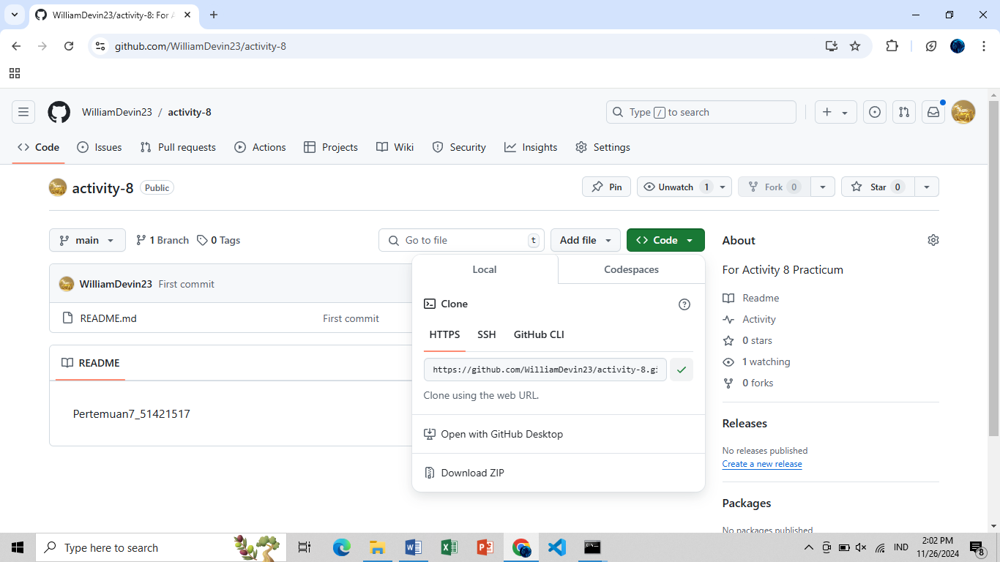 WilliamDevin23/activity-8: For A
github.com/WilliamDevin23/activity-8
WilliamDevin23 / activity-8
Type / to search
Code
Issues
Pull requests
Actions
Projects
Wiki
Security
Insights
Settings
activity-8 Public
Pin
Unwatch 1
Fork 0
Star 0
main
1 Branch
0 Tags
Go to file t
Add file
Code
WilliamDevin23 First commit
README.md First commit
README
Pertemuan7_51421517
Local
Codespaces
Clone
HTTPS
SSH
GitHub CLI
https://github.com/WilliamDevin23/activity-8.gi
Clone using the web URL.
Open with GitHub Desktop
Download ZIP
About
For Activity 8 Practicum
Readme
Activity
0 stars
1 watching
0 forks
Releases
No releases published
Create a new release
Packages
No packages published
Type here to search
IND
2:02 PM
11/26/2024
8